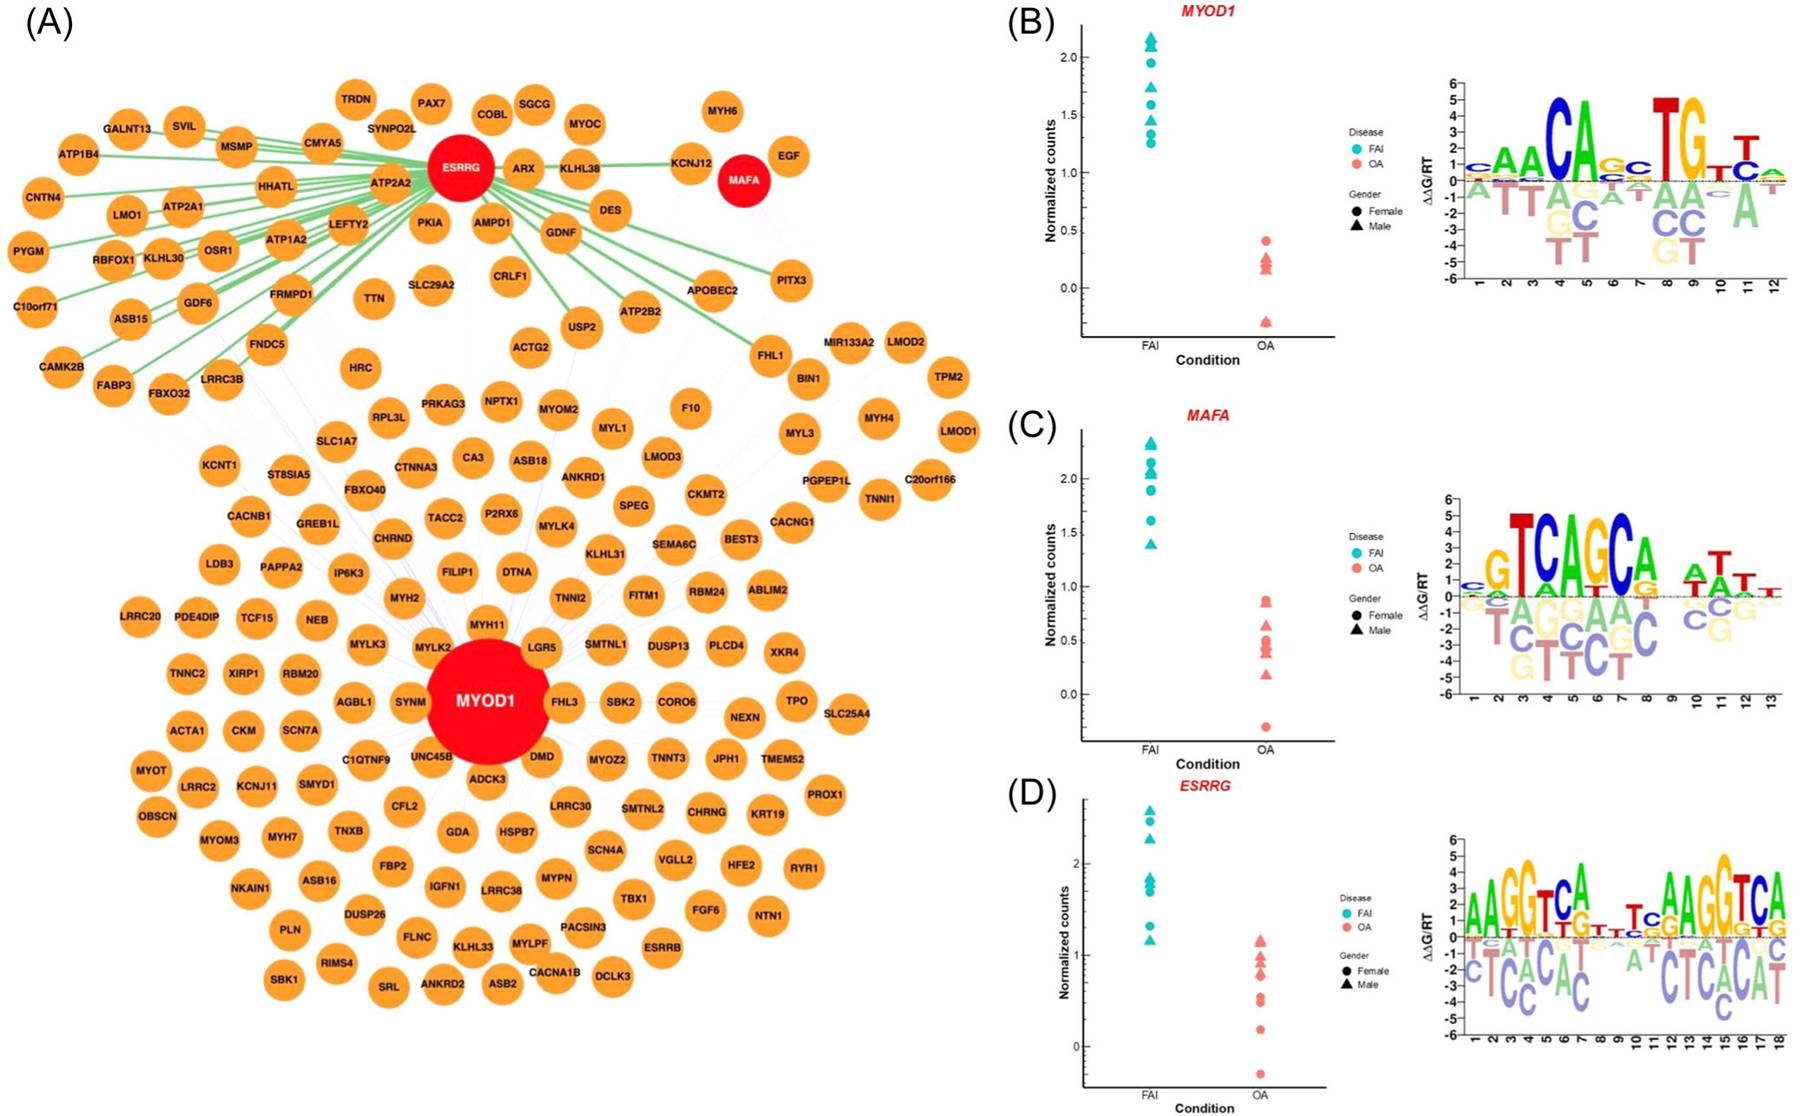 (A)
TRDN
PAX7
COBL
SGCG
MYOC
MYH6
GALNT13
SVIL
SYNPO2L
CMYA5
MSMP
ATP1B4
ESRRG
ARX
KLHL38
KCNJ12
EGF
MAFA
CNTN4
HHATL
ATP2A2
LMO1
ATP2A1
LEFTY2
PKIA
AMPD1
GDNF
DES
PYGM
RBFOX1
KLHL30
OSR1
ATP1A2
C10orf71
ASB15
GDF6
FRMPD1
TTN
SLC29A2
CRLF1
APOBEC2
PITX3
USP2
ATP2B2
CAMK2B
FABP3
FBXO32
LRRC3B
FNDC5
HRC
ACTG2
FHL1
MIR133A2
LMOD2
BIN1
TPM2
RPL3L
PRKAG3
NPTX1
MYOM2
MYL1
F10
MYL3
MYH4
LMOD1
SLC1A7
KCNT1
ST8SIA5
CTNNA3
CA3
ASB18
ANKRD1
LMOD3
FBXO40
CKMT2
PGPEP1L
TNNI1
C20orf166
CACNB1
GREB1L
CHRND
TACC2
P2RX6
MYLK4
SPEG
SEMA6C
BEST3
CACNG1
LDB3
PAPPA2
IP6K3
FILIP1
DTNA
KLHL31
MYH2
TNNI2
FITM1
RBM24
ABLIM2
LRRC20
PDE4DIP
TCF15
NEB
MYH11
MYLK3
MYLK2
LGR5
SMTNL1
DUSP13
PLCD4
XKR4
TNNC2
XIRP1
RBM20
AGBL1
SYNM
MYOD1
FHL3
SBK2
CORO6
NEXN
TPO
SLC25A4
ACTA1
CKM
SCN7A
C1QTNF9
UNC45B
ADCK3
DMD
MYOZ2
TNNT3
JPH1
TMEM52
MYOT
LRRC2
KCNJ11
SMYD1
CFL2
LRRC30
SMTNL2
CHRNG
KRT19
PROX1
OBSCN
MYOM3
MYH7
TNXB
GDA
HSPB7
SCN4A
VGLL2
HFE2
RYR1
NKAIN1
ASB16
FBP2
IGFN1
LRRC38
MYPN
TBX1
FGF6
NTN1
PLN
DUSP26
FLNC
KLHL33
MYLPF
PACSIN3
ESRRB
SBK1
RIMS4
SRL
ANKRD2
ASB2
CACNA1B
DCLK3
(B)
MYOD1
Normalized counts
2.0
1.5
1.0
0.5
0.0
FAI
OA
Condition
Disease
FAI
OA
Gender
Female
Male
ΔΔG/RT
6
5
4
3
2
1
0
-1
-2
-3
-4
-5
-6
1 2 3 4 5 6 7 8 9 10 11 12
(C)
MAFA
Normalized counts
2.0
1.5
1.0
0.5
0.0
FAI
OA
Condition
Disease
FAI
OA
Gender
Female
Male
ΔΔG/RT
6
5
4
3
2
1
0
-1
-2
-3
-4
-5
-6
1 2 3 4 5 6 7 8 9 10 11 12 13
(D)
ESRRG
Normalized counts
2
1
0
FAI
OA
Condition
Disease
FAI
OA
Gender
Female
Male
ΔΔG/RT
6
5
4
3
2
1
0
-1
-2
-3
-4
-5
-6
1 2 3 4 5 6 7 8 9 10 11 12 13 14 15 16 17 18